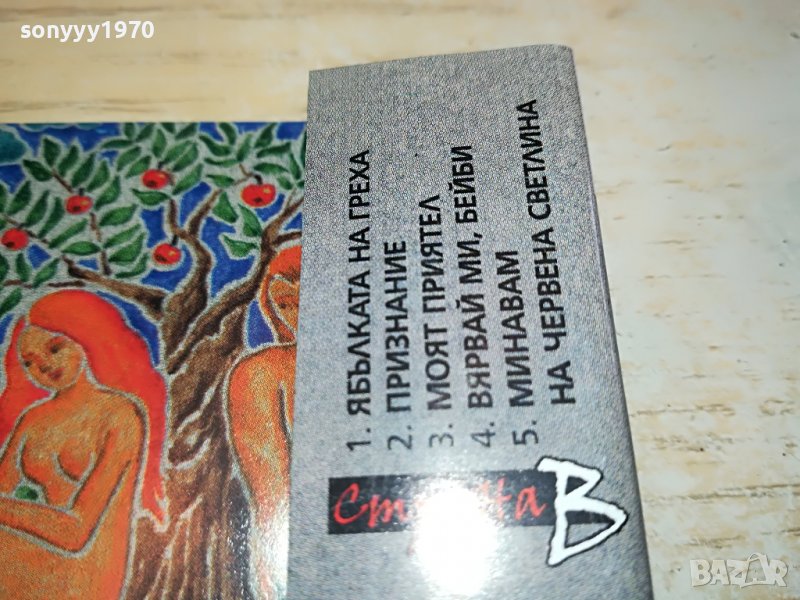 sonyyy1970
1. ЯБЪЛКАТА НА ГРЕХА
2. ПРИЗНАНИЕ
3. МОЯТ ПРИЯТЕЛ
4. ВЯРВАЙ МИ, БЕЙБИ
5. МИНАВАМ
НА ЧЕРВЕНА СВЕТЛИНА
B
BAZAR